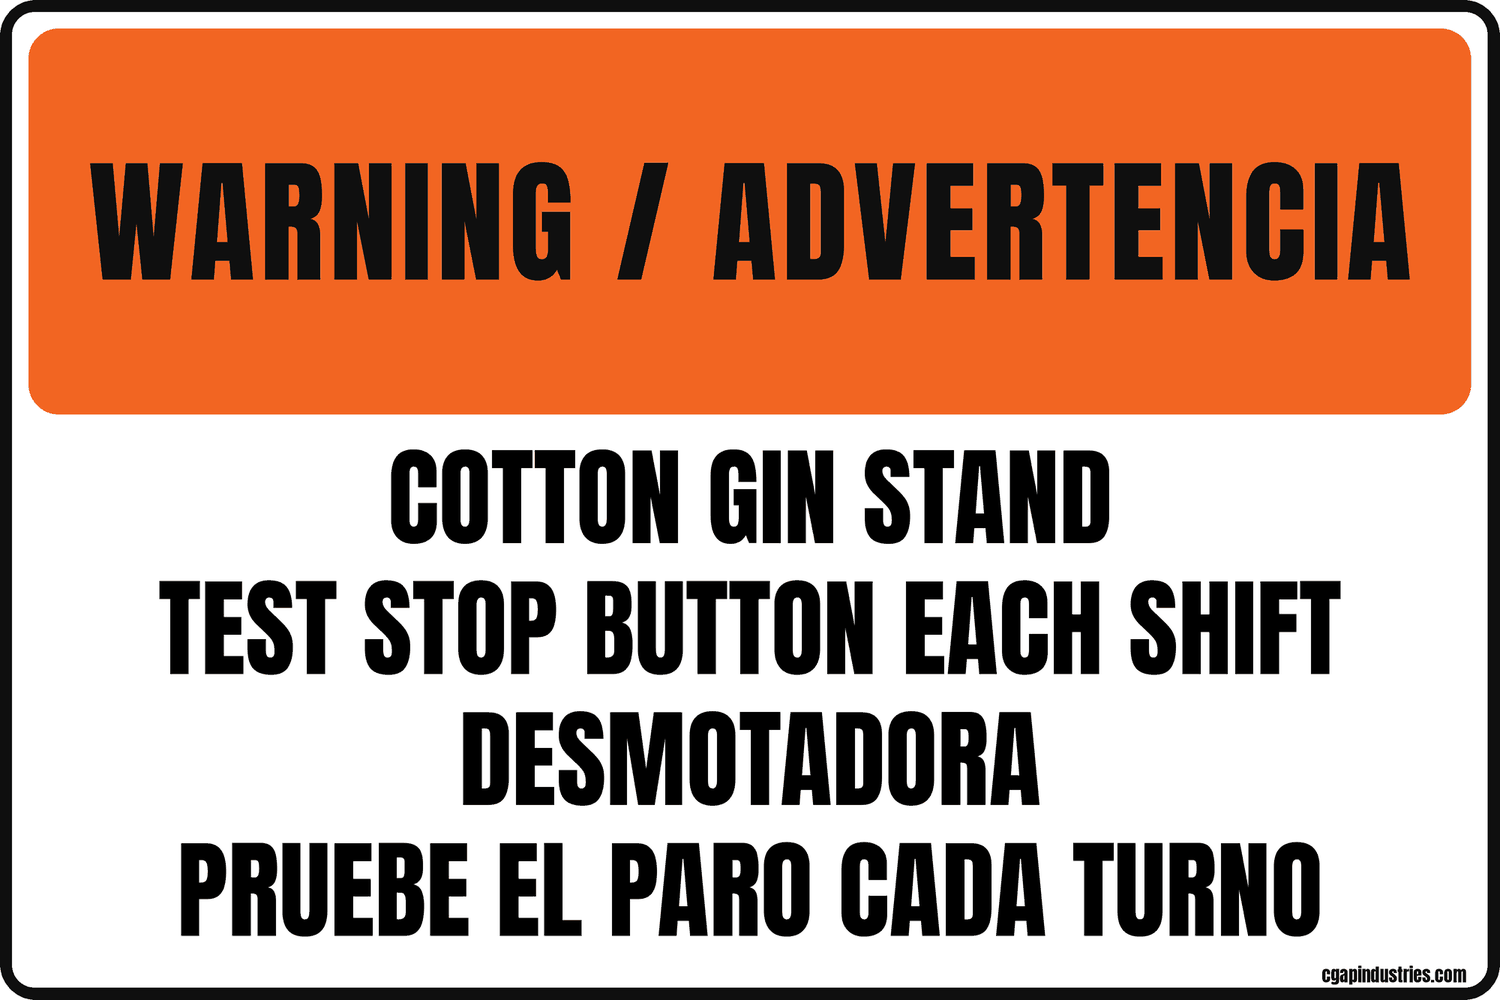 WARNING / ADVERTENCIA
COTTON GIN STAND
TEST STOP BUTTON EACH SHIFT
DESMOTADORA
PRUEBE EL PARO CADA TURNO
cgapindustries.com